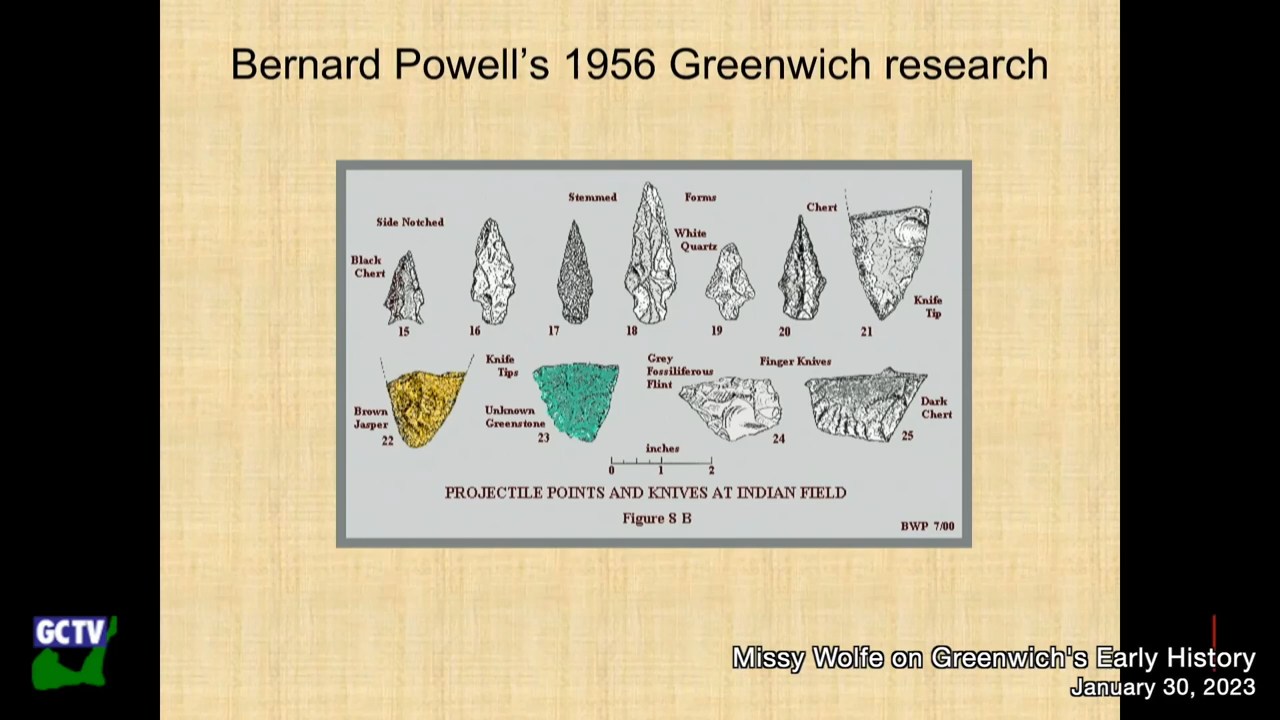 Bernard Powell's 1956 Greenwich research
Stemmed Forms
Side Notched
Chert
White
Quartz
Black
Chert
Knife
Tip
15 16 17 18 19 20 21
Knife
Tips
Grey
Fossiliferous
Flint
Finger Knives
Brown
Jasper
22
Unknown
Greenstone
23
24
Dark
Chert
25
inches
0 1 2
PROJECTILE POINTS AND KNIVES AT INDIAN FIELD
Figure 8 B
BWP 7/00
GCTV
Missy Wolfe on Greenwich's Early History
January 30, 2023